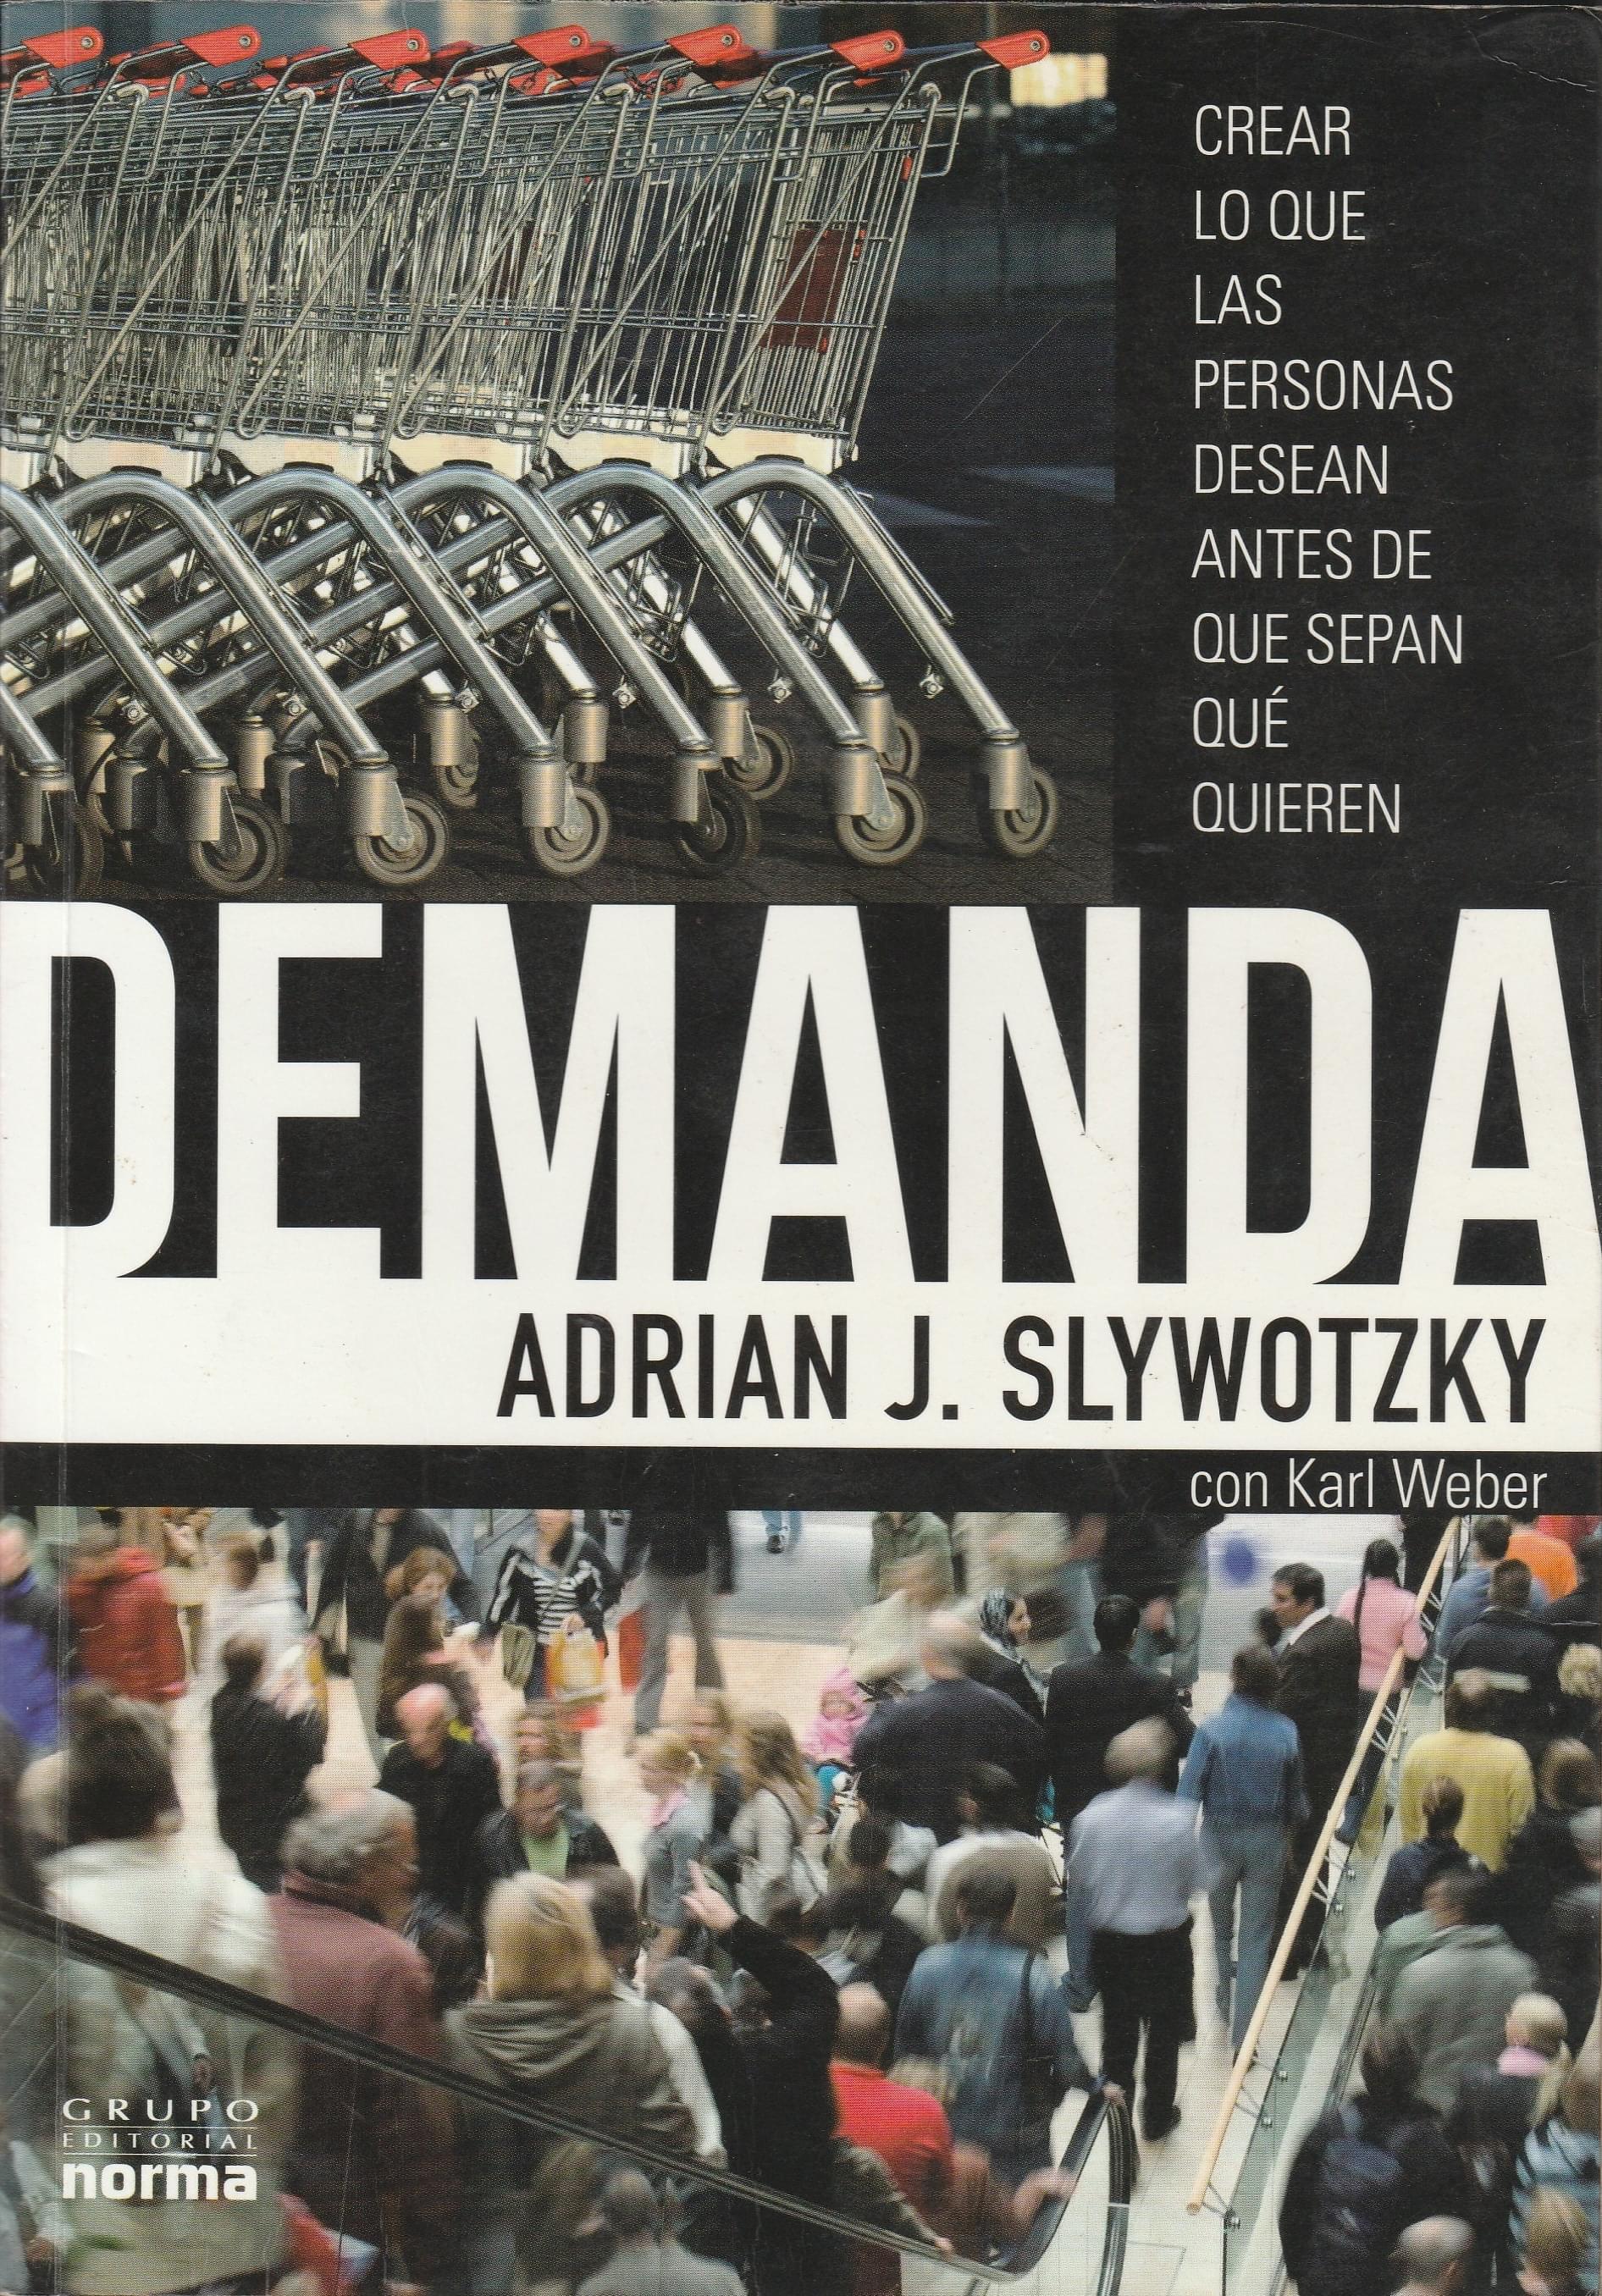 CREAR
LO QUE
LAS
PERSONAS
DESEAN
ANTES DE
QUE SEPAN
QUÉ
QUIEREN
DEMANDA
ADRIAN J. SLYWOTZKY
con Karl Weber
GRUPO
EDITORIAL
norma